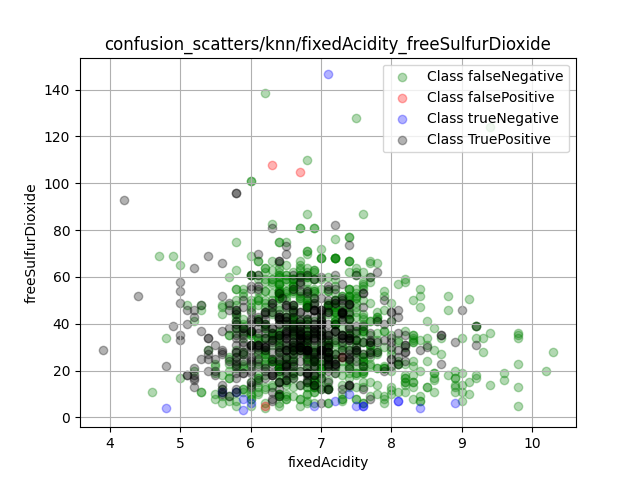 confusion_scatters/knn/fixedAcidity_freeSulfurDioxide
Class falseNegative
Class falsePositive
Class trueNegative
Class TruePositive
freeSulfurDioxide
140
120
100
80
60
40
20
0
4 5 6 7 8 9 10
fixedAcidity